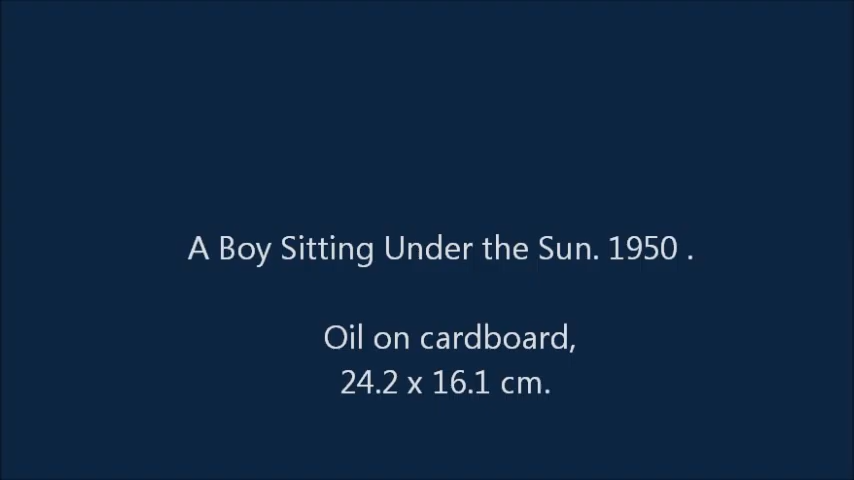 A Boy Sitting Under the Sun. 1950 .
Oil on cardboard,
24.2 x 16.1 cm.